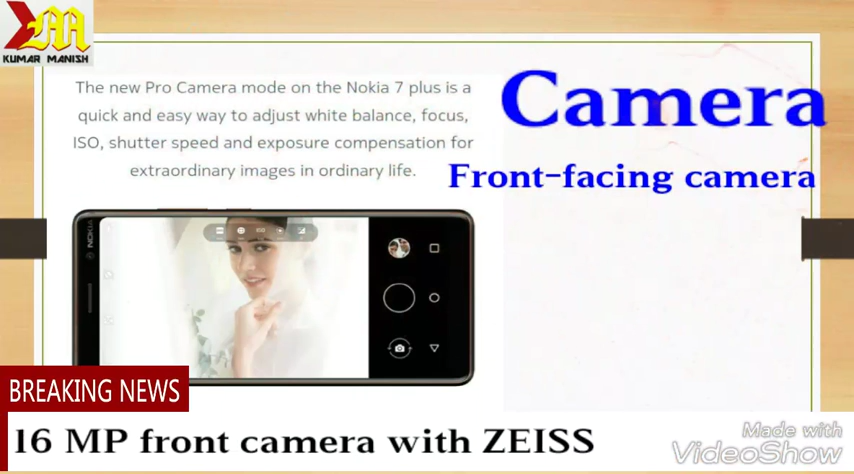 KUMAR MANISH
The new Pro Camera mode on the Nokia 7 plus is a
quick and easy way to adjust white balance, focus,
ISO, shutter speed and exposure compensation for
extraordinary images in ordinary life.
Camera
Front-facing camera
NOKIA
BREAKING NEWS
16 MP front camera with ZEISS
Made with
VideoShow